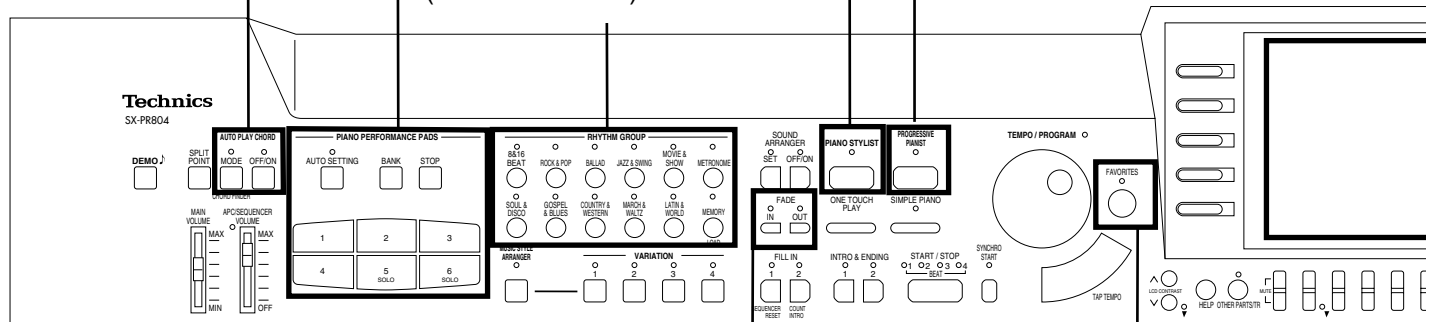 Technics
SX-PR804
DEMO♪
SPLIT
POINT
AUTO PLAY CHORD
MODE OFF/ON
CHORD FINDER
PIANO PERFORMANCE PADS
AUTO SETTING BANK STOP
1 2 3
4 5 6
SOLO SOLO
MAIN
VOLUME
MAX
MIN
APC/SEQUENCER
VOLUME
MAX
OFF
RHYTHM GROUP
8&16
BEAT
ROCK & POP
BALLAD
JAZZ & SWING
MOVIE &
SHOW
METRONOME
SOUL &
DISCO
GOSPEL
& BLUES
COUNTRY &
WESTERN
MARCH &
WALTZ
LATIN &
WORLD
MEMORY
LOAD
MUSIC STYLE
ARRANGER
VARIATION
1 2 3 4
SOUND
ARRANGER
SET OFF/ON
FADE
IN OUT
FILL IN
1 2
COUNT
INTRO
RESET
PIANO STYLIST
ONE TOUCH
PLAY
PROGRESSIVE
PIANIST
SIMPLE PIANO
INTRO & ENDING
1 2
START / STOP
1 2 3 4
BEAT
SYNCHRO
START
TEMPO / PROGRAM
TAP TEMPO
FAVORITES
LCD CONTRAST
HELP OTHER PARTS/TR
MUTE